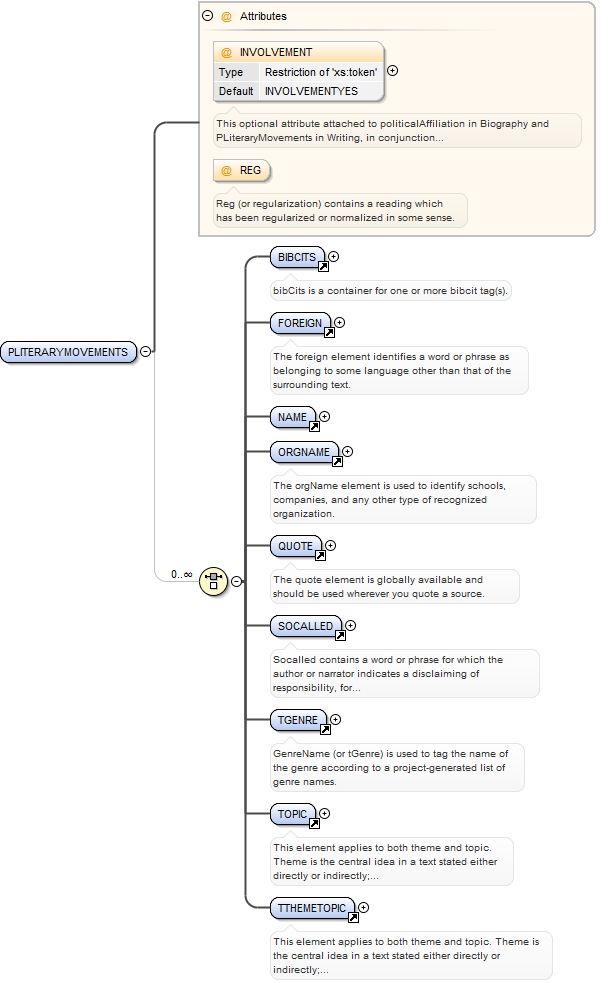 Attributes
@ INVOLVEMENT
Type Restriction of 'xs:token'
Default INVOLVEMENTYES
This optional attribute attached to politicalAffiliation in Biography and
PLiteraryMovements in Writing, in conjunction...
@ REG
Reg (or regularization) contains a reading which
has been regularized or normalized in some sense.
PLITERARYMOVEMENTS
0..∞
BIBCITS
bibCits is a container for one or more bibcit tag(s).
FOREIGN
The foreign element identifies a word or phrase as
belonging to some language other than that of the
surrounding text.
NAME
ORGNAME
The orgName element is used to identify schools,
companies, and any other type of recognized
organization.
QUOTE
The quote element is globally available and
should be used wherever you quote a source.
SOCALLED
Socalled contains a word or phrase for which the
author or narrator indicates a disclaiming of
responsibility, for...
TGENRE
GenreName (or tGenre) is used to tag the name of
the genre according to a project-generated list of
genre names.
TOPIC
This element applies to both theme and topic.
Theme is the central idea in a text stated either
directly or indirectly;...
TTHEMETOPIC
This element applies to both theme and topic. Theme is
the central idea in a text stated either directly or
indirectly;...